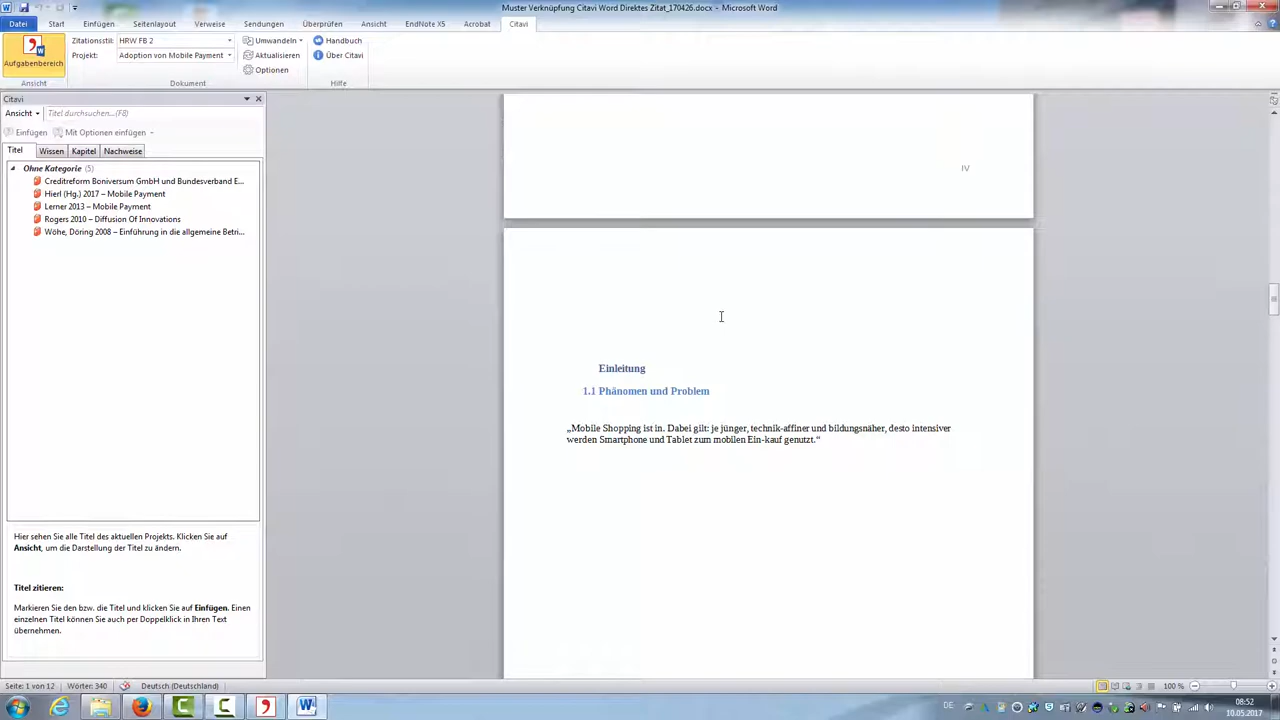 Muster Verknüpfung Citavi Word Direktes Zitat_170426.docx - Microsoft Word
Datei Start Einfügen Seitenlayout Verweise Sendungen Überprüfen Ansicht EndNote X5 Acrobat Citavi
Aufgabenbereich
Zitationsstil: HRW FB 2
Projekt: Adoption von Mobile Payment
Umwandeln
Aktualisieren
Optionen
Handbuch
Über Citavi
Ansicht Dokument Hilfe
Citavi
Ansicht Titel durchsuchen...(F8)
Einfügen Mit Optionen einfügen
Titel Wissen Kapitel Nachweise
Ohne Kategorie (5)
Creditreform Boniversum GmbH und Bundesverband E...
Hierl (Hg.) 2017 – Mobile Payment
Lerner 2013 – Mobile Payment
Rogers 2010 – Diffusion Of Innovations
Wöhe, Döring 2008 – Einführung in die allgemeine Betri...
Hier sehen Sie alle Titel des aktuellen Projekts. Klicken Sie auf
Ansicht, um die Darstellung der Titel zu ändern.
Titel zitieren:
Markieren Sie den bzw. die Titel und klicken Sie auf Einfügen. Einen
einzelnen Titel können Sie auch per Doppelklick in Ihren Text
übernehmen.
IV
Einleitung
1.1 Phänomen und Problem
„Mobile Shopping ist in. Dabei gilt: je jünger, technik-affiner und bildungsnäher, desto intensiver
werden Smartphone und Tablet zum mobilen Ein-kauf genutzt.“
Seite: 1 von 12 Wörter: 340 Deutsch (Deutschland) 100 %
DE 08:52
10.05.2017